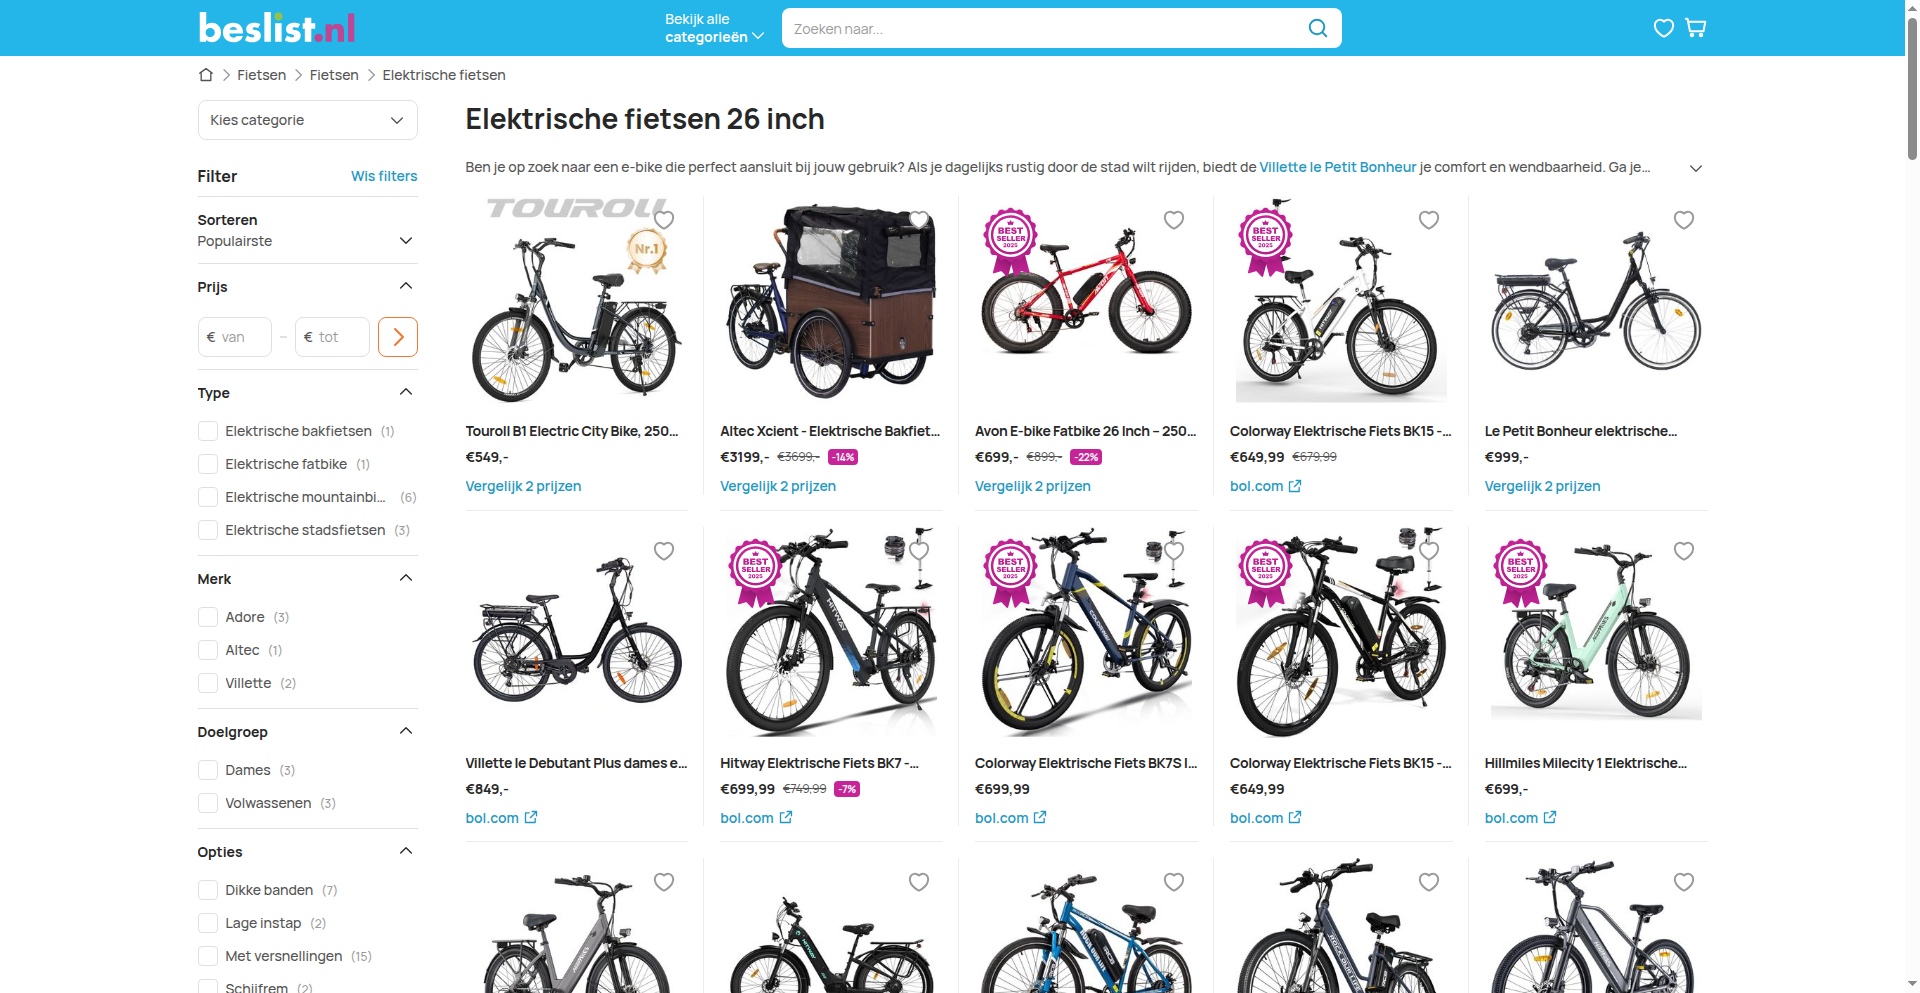 beslist.nl
Bekijk alle
categorieën
Zoeken naar...
Fietsen
Fietsen
Elektrische fietsen
Kies categorie
Elektrische fietsen 26 inch
Ben je op zoek naar een e-bike die perfect aansluit bij jouw gebruik? Als je dagelijks rustig door de stad wilt rijden, biedt de Villette le Petit Bonheur je comfort en wendbaarheid. Ga je...
Filter
Wis filters
Sorteren
Populairste
Prijs
€ van
–
€ tot
Type
Elektrische bakfietsen (1)
Elektrische fatbike (1)
Elektrische mountainbi... (6)
Elektrische stadsfietsen (3)
Merk
Adore (3)
Altec (1)
Villette (2)
Doelgroep
Dames (3)
Volwassenen (3)
Opties
Dikke banden (7)
Lage instap (2)
Met versnellingen (15)
Schijfrem (2)
TOUROLL
Nr.1
Touroll B1 Electric City Bike, 250...
€549,-
Vergelijk 2 prijzen
Altec Xcient - Elektrische Bakfiet...
€3199,- €3699,- -14%
Vergelijk 2 prijzen
BEST
SELLER
2025
Avon E-bike Fatbike 26 Inch – 250...
€699,- €899,- -22%
Vergelijk 2 prijzen
BEST
SELLER
2025
Colorway Elektrische Fiets BK15 -...
€649,99 €679,99
bol.com
Le Petit Bonheur elektrische...
€999,-
Vergelijk 2 prijzen
Villette le Debutant Plus dames e...
€849,-
bol.com
BEST
SELLER
2025
HITWAY
Hitway Elektrische Fiets BK7 -...
€699,99 €749,99 -7%
bol.com
BEST
SELLER
2025
COLORWAY
Colorway Elektrische Fiets BK7S |...
€699,99
bol.com
BEST
SELLER
2025
Colorway Elektrische Fiets BK15 -...
€649,99
bol.com
BEST
SELLER
2025
Hillmiles Milecity 1 Elektrische...
€699,-
bol.com